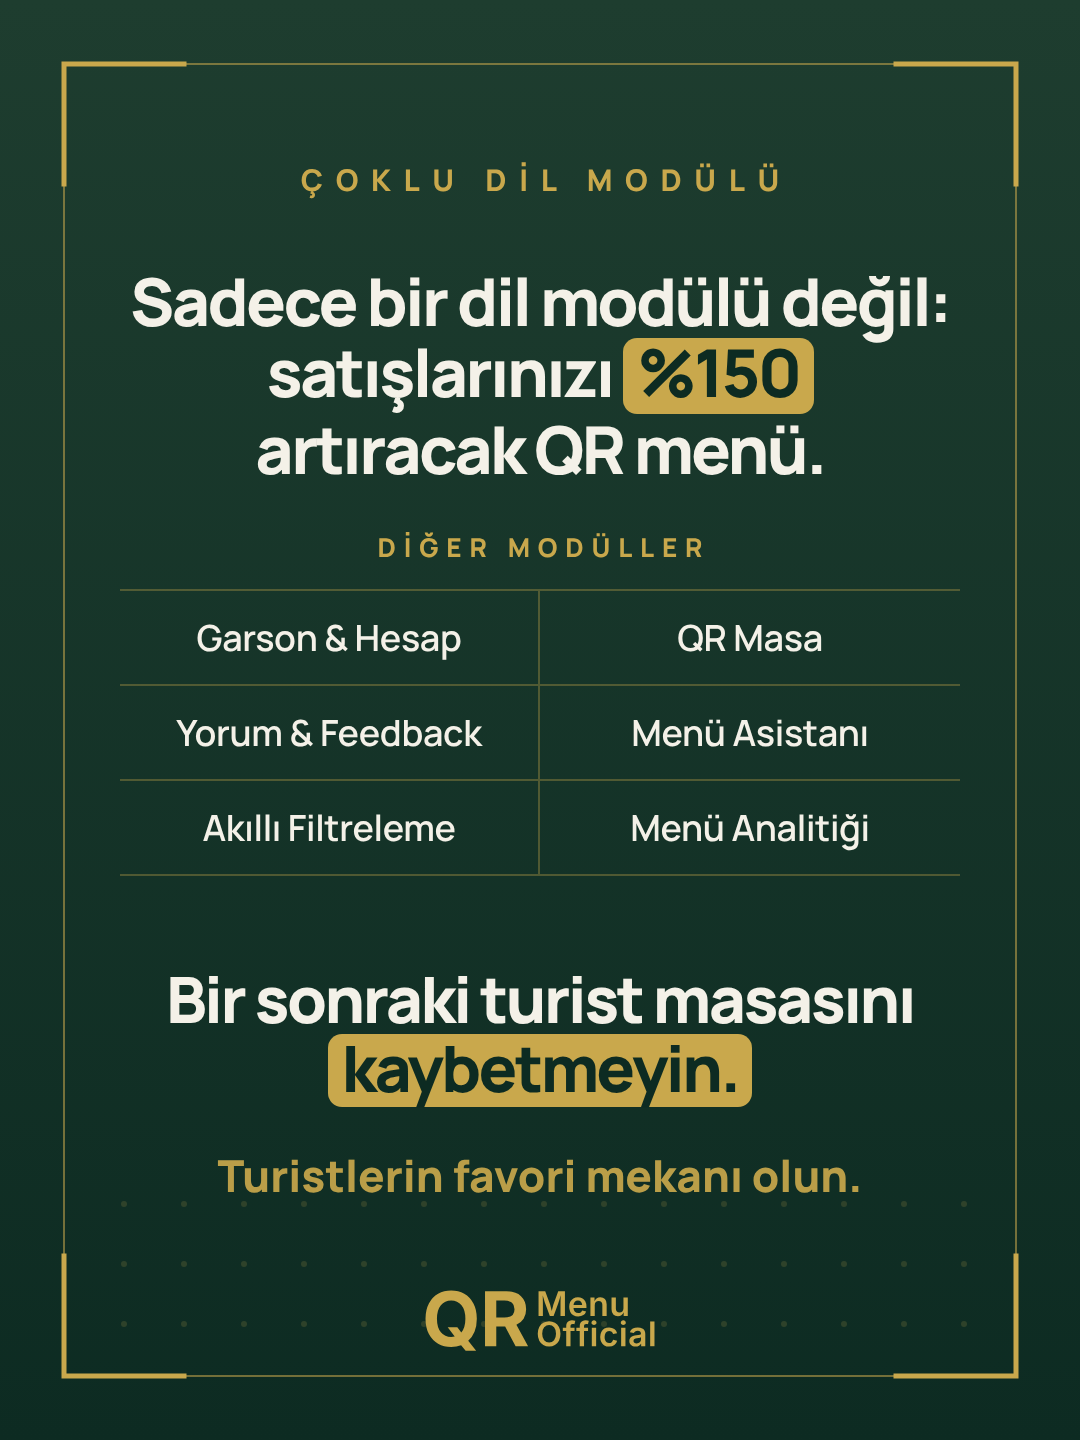 ÇOKLU DİL MODÜLÜ
Sadece bir dil modülü değil:
satışlarınızı %150
artıracak QR menü.
DİĞER MODÜLLER
Garson & Hesap
QR Masa
Yorum & Feedback
Menü Asistanı
Akıllı Filtreleme
Menü Analitiği
Bir sonraki turist masasını
kaybetmeyin.
Turistlerin favori mekanı olun.
QR Menu
Official